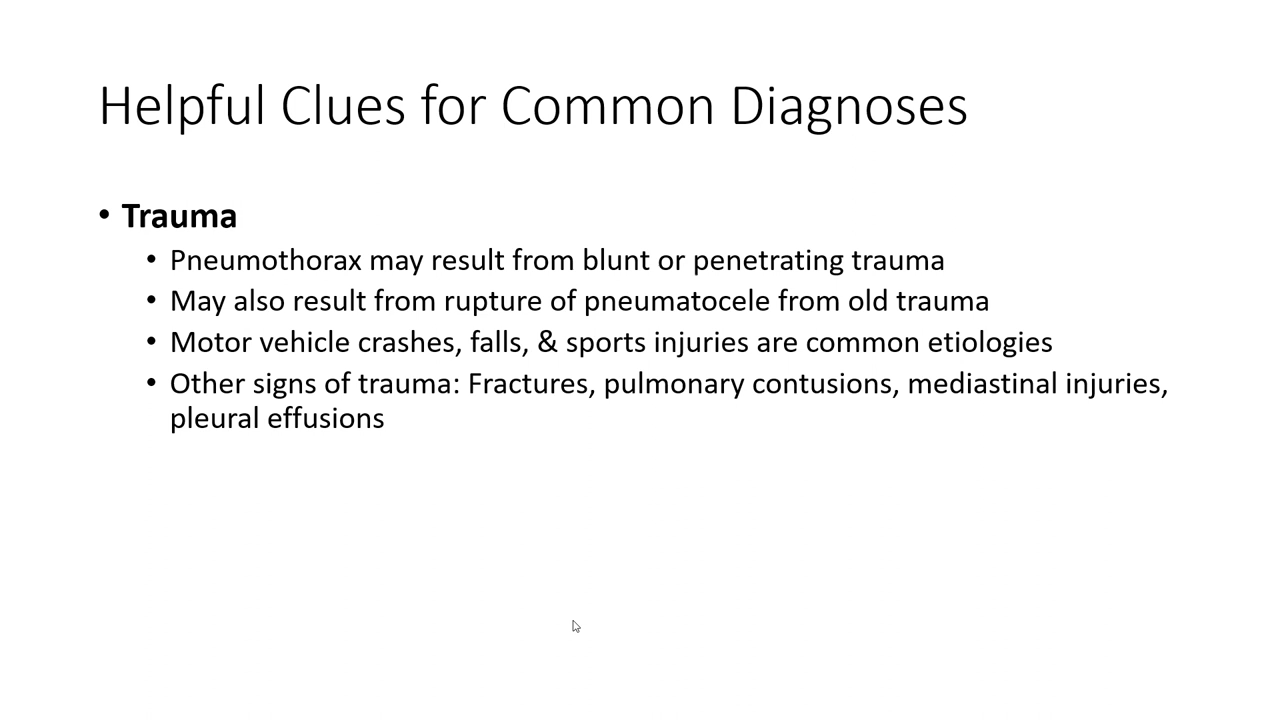 Helpful Clues for Common Diagnoses
• Trauma
• Pneumothorax may result from blunt or penetrating trauma
• May also result from rupture of pneumatocele from old trauma
• Motor vehicle crashes, falls, & sports injuries are common etiologies
• Other signs of trauma: Fractures, pulmonary contusions, mediastinal injuries,
pleural effusions